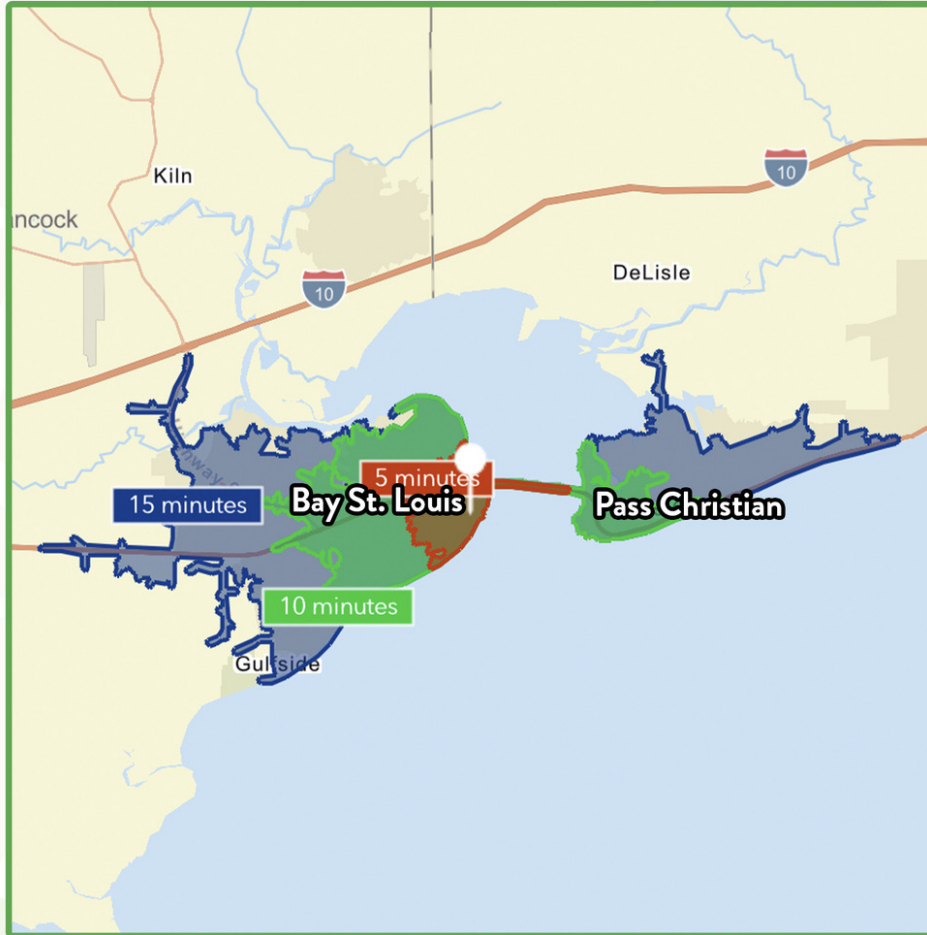 Kiln
10
ancock
DeLisle
10
5 minutes
15 minutes
Bay St. Louis
Pass Christian
10 minutes
Gulfside